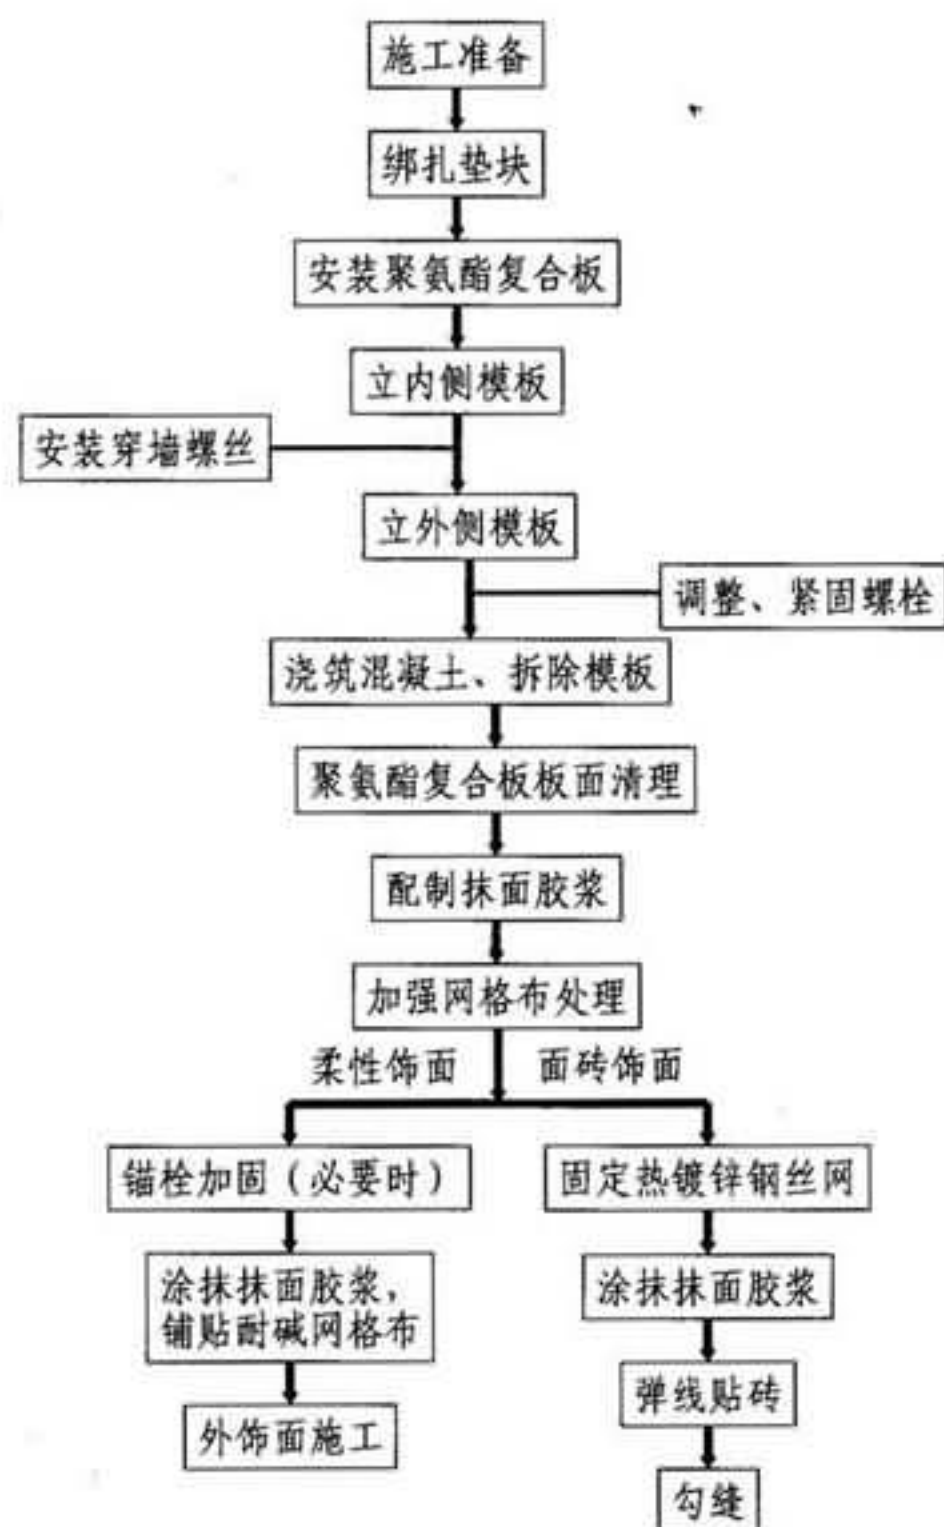 施工准备
绑扎垫块
安装聚氨酯复合板
立内侧模板
安装穿墙螺丝
立外侧模板
调整、紧固螺栓
浇筑混凝土、拆除模板
聚氨酯复合板板面清理
配制抹面胶浆
加强网格布处理
柔性饰面
面砖饰面
锚栓加固（必要时）
固定热镀锌钢丝网
涂抹抹面胶浆，
铺贴耐碱网格布
涂抹抹面胶浆
弹线贴砖
外饰面施工
勾缝